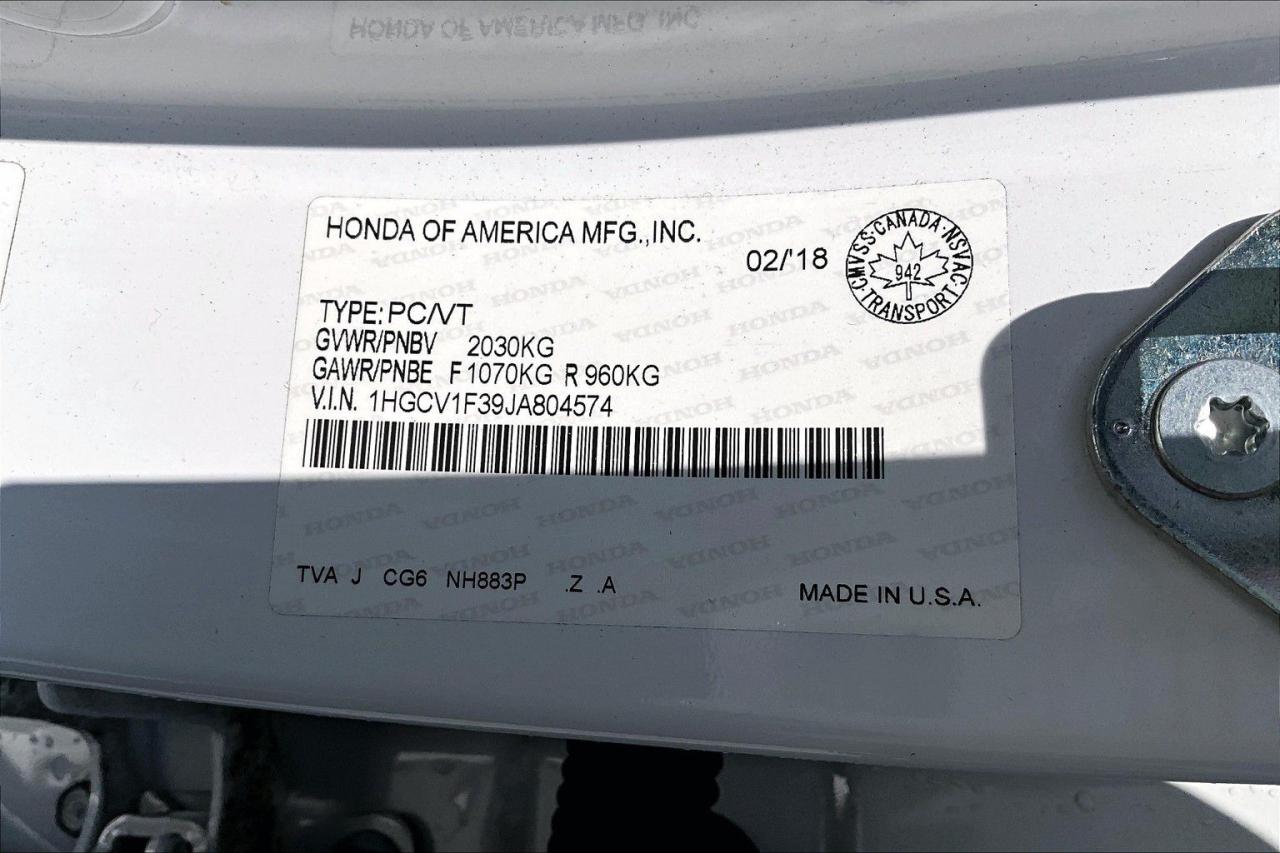 HONDA OF AMERICA MFG.,INC.
02/'18
CMVSS·CANADA·NSVAC·TRANSPORT
942
TYPE: PC/VT
GVWR/PNBV 2030KG
GAWR/PNBE F 1070KG R 960KG
V.I.N. 1HGCV1F39JA804574
TVA J CG6 NH883P .Z .A
MADE IN U.S.A.